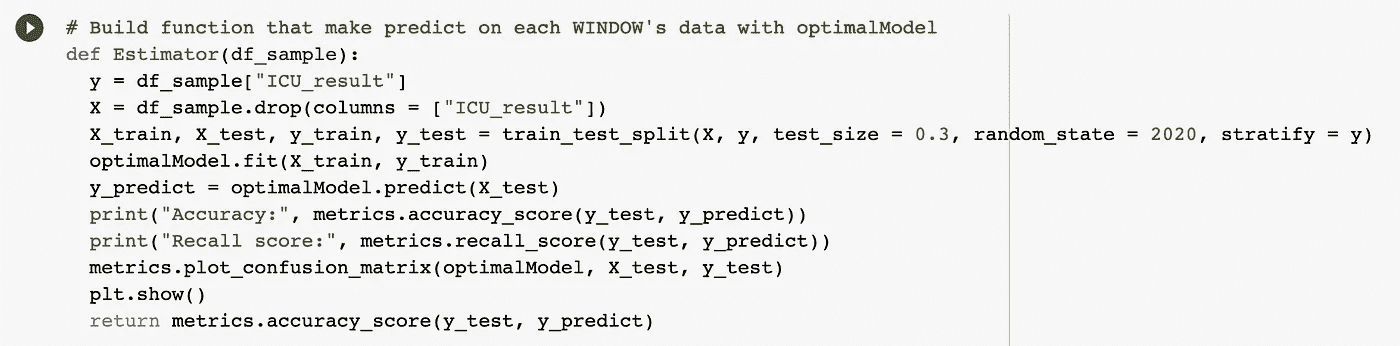 # Build function that make predict on each WINDOW's data with optimalModel
def Estimator(df_sample):
  y = df_sample["ICU_result"]
  X = df_sample.drop(columns = ["ICU_result"])
  X_train, X_test, y_train, y_test = train_test_split(X, y, test_size = 0.3, random_state = 2020, stratify = y)
  optimalModel.fit(X_train, y_train)
  y_predict = optimalModel.predict(X_test)
  print("Accuracy:", metrics.accuracy_score(y_test, y_predict))
  print("Recall score:", metrics.recall_score(y_test, y_predict))
  metrics.plot_confusion_matrix(optimalModel, X_test, y_test)
  plt.show()
  return metrics.accuracy_score(y_test, y_predict)